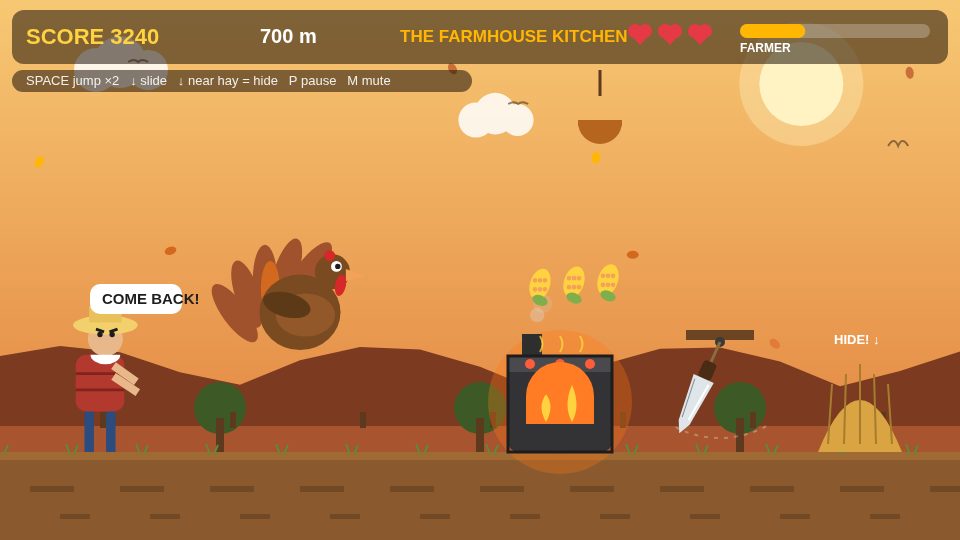 SCORE 3240
700 m
THE FARMHOUSE KITCHEN
FARMER
SPACE jump ×2 ↓ slide ↓ near hay = hide P pause M mute
COME BACK!
HIDE! ↓